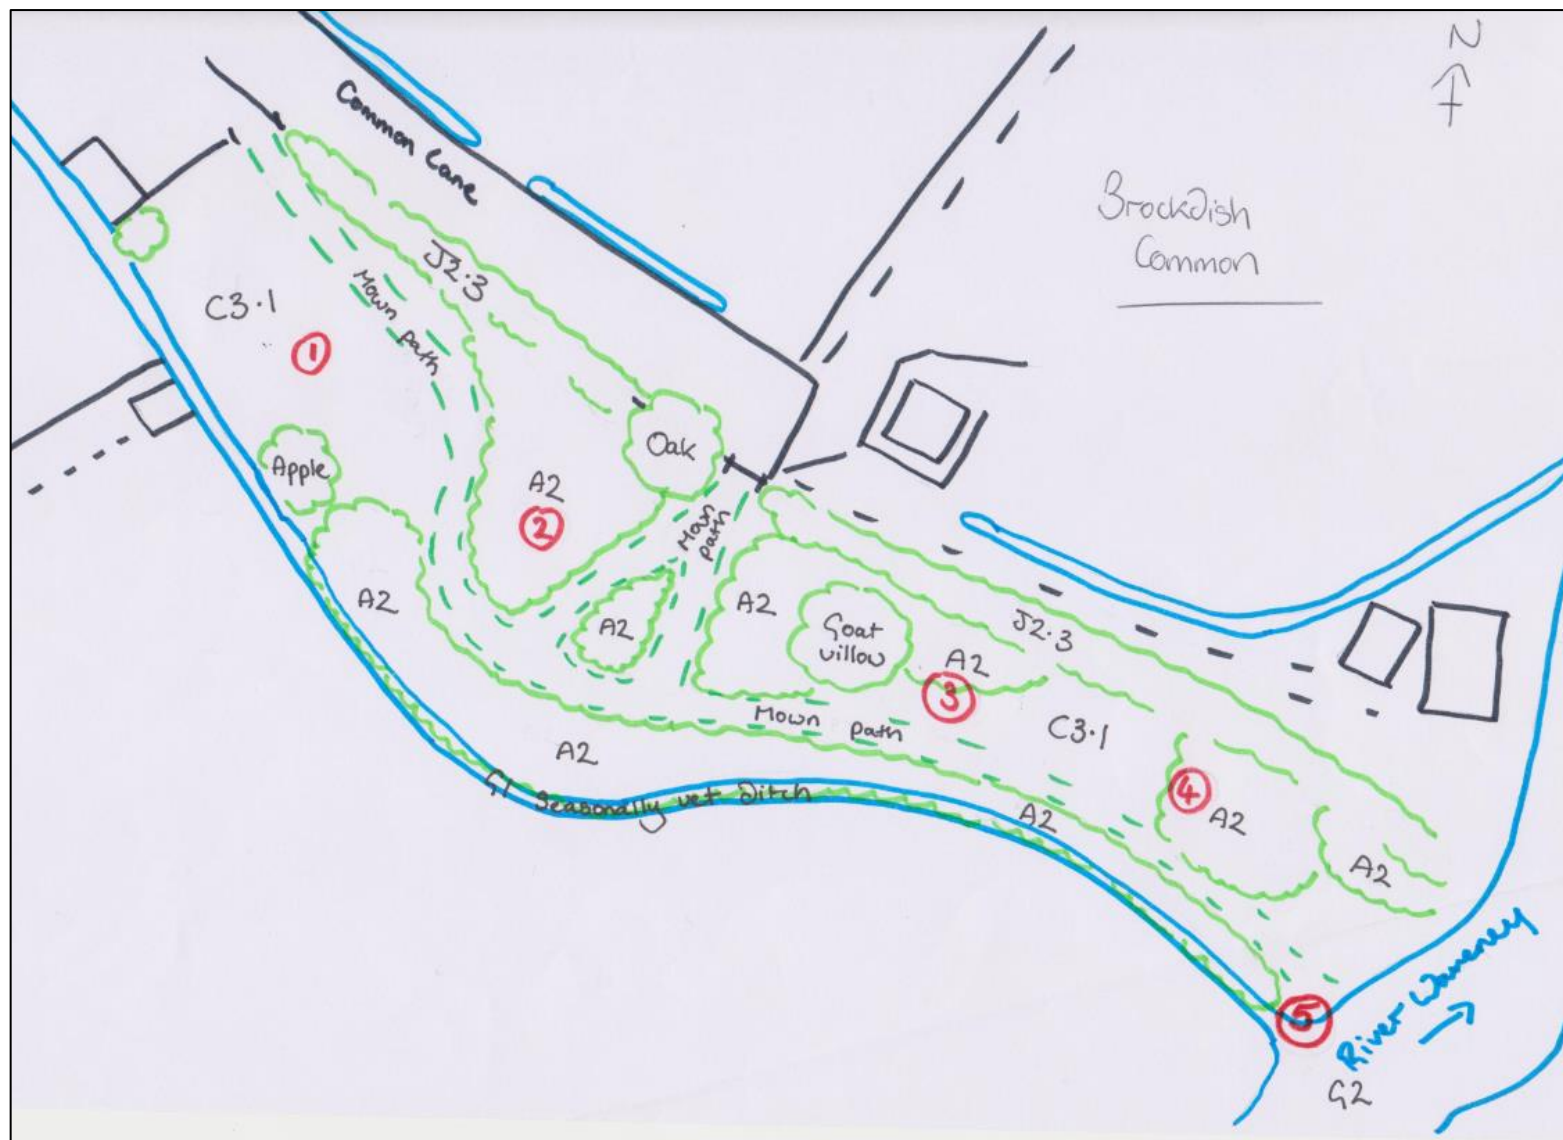 N
Common Lane
Brockdish
Common
J2.3
Mown path
C3.1
1
Oak
Apple
A2
2
Mown
path
A2
A2
A2
Goat
willow
J2.3
A2
3
Mown path
C3.1
A2
4
A2
G1 Seasonally wet ditch
A2
A2
5
River Waveney
G2